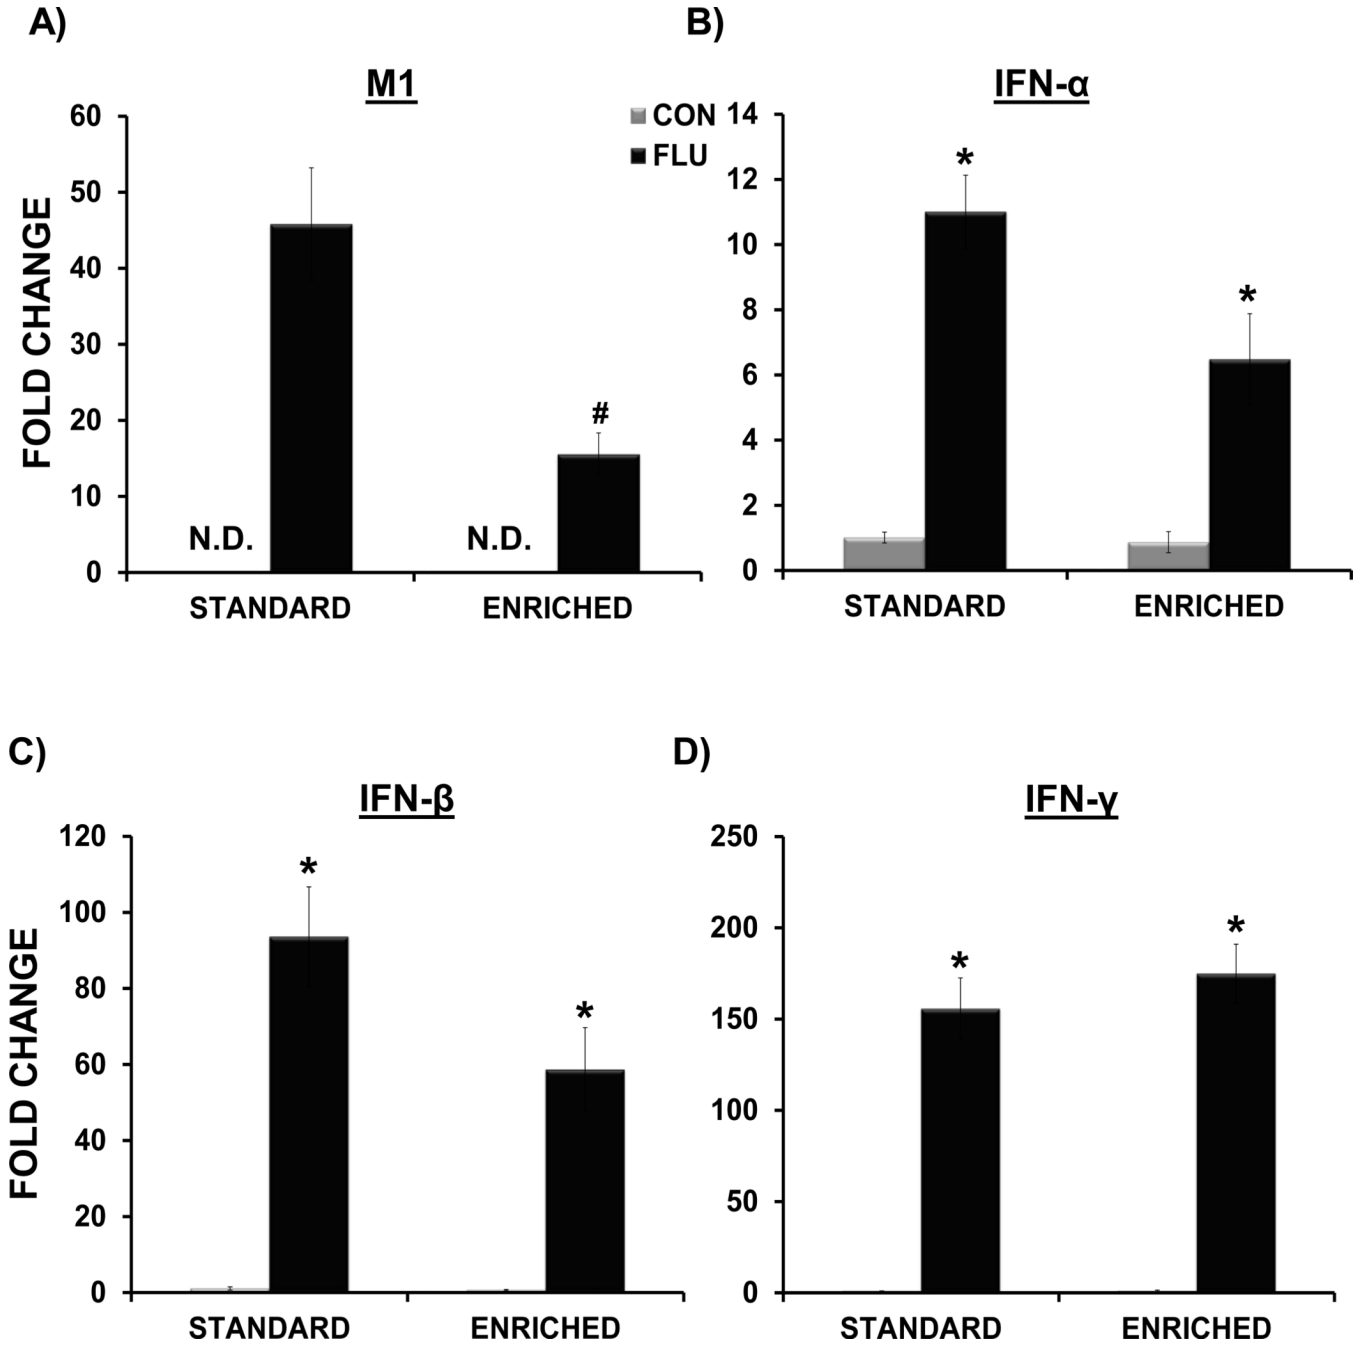 A)
M1
FOLD CHANGE
60
50
40
30
20
10
0
N.D.
N.D.
#
STANDARD
ENRICHED
CON
FLU
B)
IFN-α
14
12
10
8
6
4
2
0
*
*
STANDARD
ENRICHED
C)
IFN-β
FOLD CHANGE
120
100
80
60
40
20
0
*
*
STANDARD
ENRICHED
D)
IFN-γ
250
200
150
100
50
0
*
*
STANDARD
ENRICHED